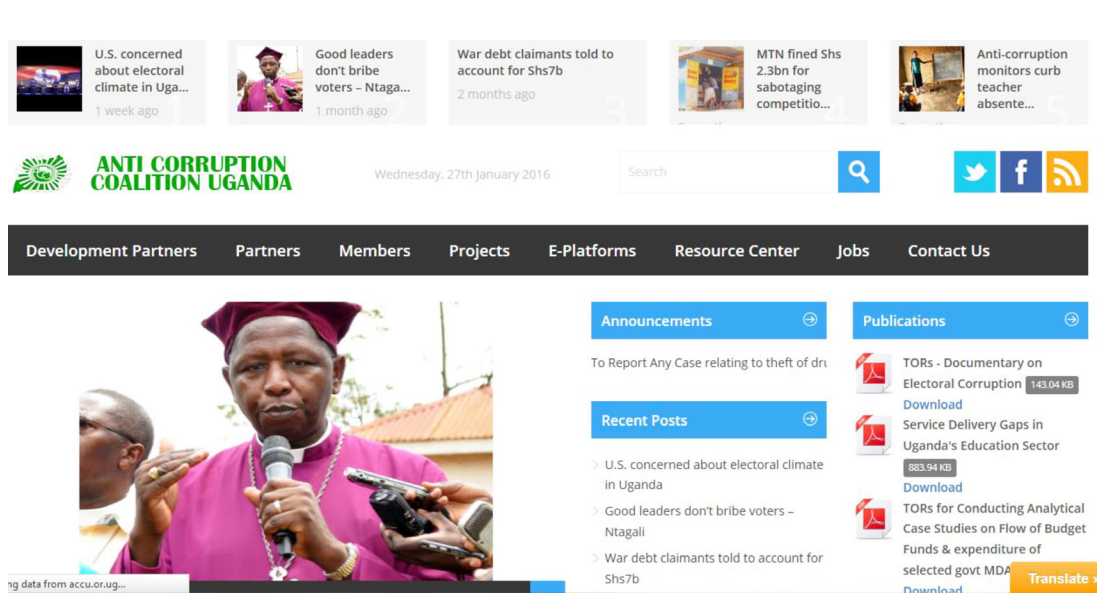 U.S. concerned
about electoral
climate in Uga...
1 week ago
1
Good leaders
don't bribe
voters – Ntaga...
1 month ago
2
War debt claimants told to
account for Shs7b
2 months ago
3
MTN fined Shs
2.3bn for
sabotaging
competitio...
4
Anti-corruption
monitors curb
teacher
absente...
5
ANTI CORRUPTION
COALITION UGANDA
Wednesday, 27th January 2016
Search
Development Partners Partners Members Projects E-Platforms Resource Center Jobs Contact Us
Announcements
To Report Any Case relating to theft of dru
Recent Posts
U.S. concerned about electoral climate
in Uganda
Good leaders don't bribe voters –
Ntagali
War debt claimants told to account for
Shs7b
Publications
TORs - Documentary on
Electoral Corruption 143.04 KB
Download
Service Delivery Gaps in
Uganda's Education Sector
883.94 KB
Download
TORs for Conducting Analytical
Case Studies on Flow of Budget
Funds & expenditure of
selected govt MDA
Download
Translate »
ng data from accu.or.ug...